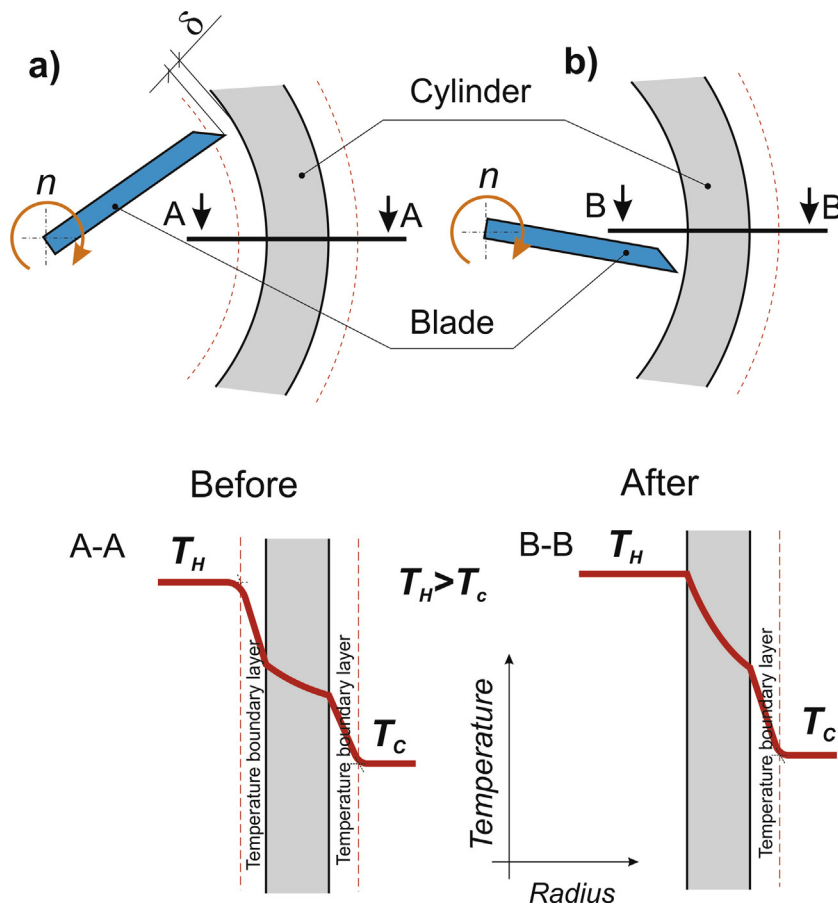 a)
δ
b)
Cylinder
n
A
A
n
B
B
Blade
Before
After
A-A
T_H
T_H>T_c
B-B
T_H
Temperature boundary layer
Temperature boundary layer
T_C
Temperature
Radius
Temperature boundary layer
T_C